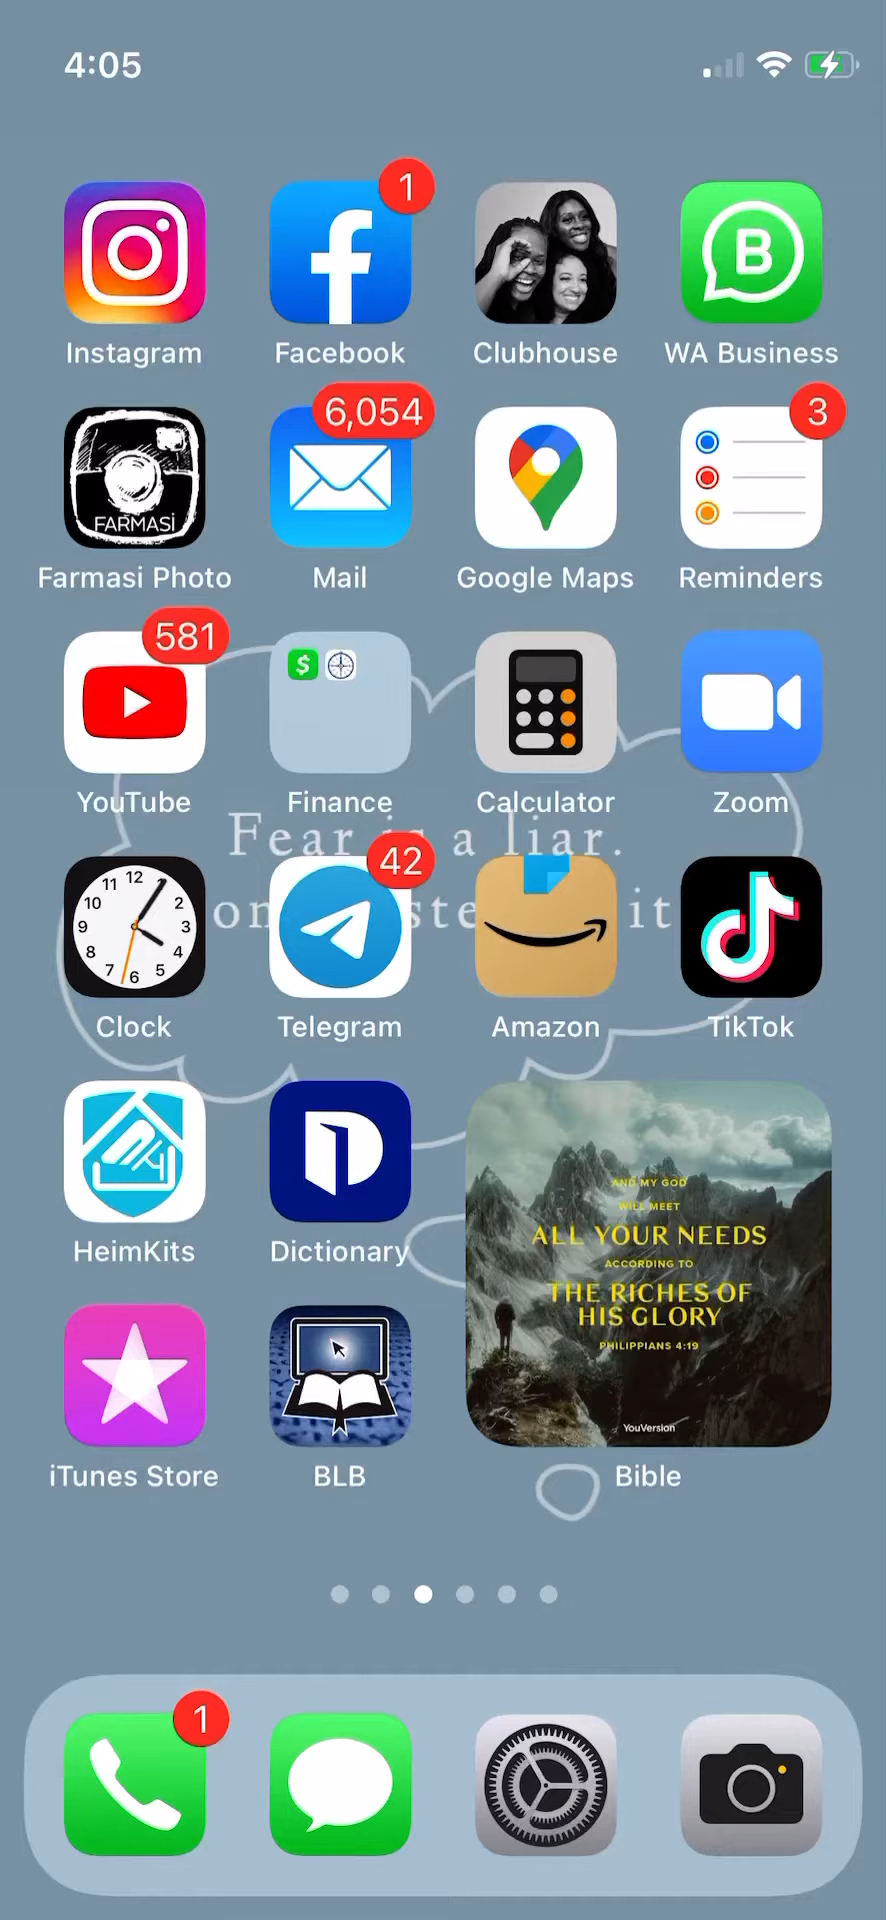 4:05
1
Instagram
Facebook
Clubhouse
B
WA Business
6,054
3
FARMASİ
Farmasi Photo
Mail
Google Maps
Reminders
581
$
YouTube
Finance
Calculator
Zoom
Fear is a liar.
42
it
12
11
10
2
9
3
8
4
7
6
5
Clock
Telegram
Amazon
TikTok
HeimKits
Dictionary
AND MY GOD
WILL MEET
ALL YOUR NEEDS
ACCORDING TO
THE RICHES OF
HIS GLORY
PHILIPPIANS 4:19
YouVersion
iTunes Store
BLB
Bible
1